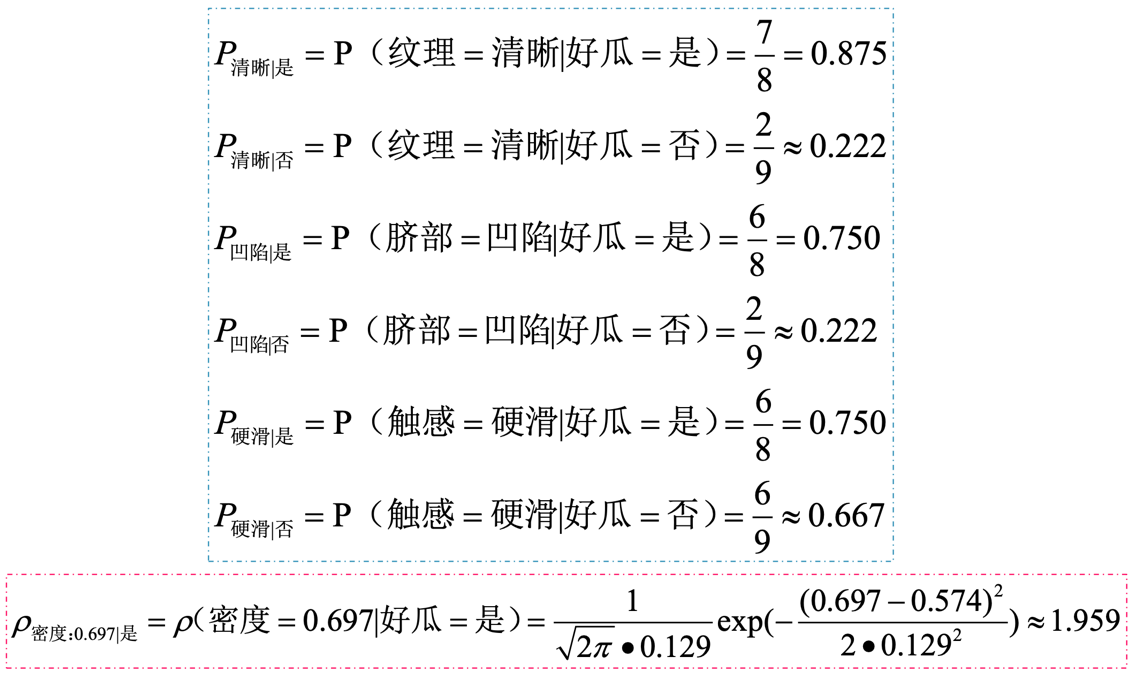 P清晰|是 = P（纹理 = 清晰|好瓜 = 是）= 7/8 = 0.875
P清晰|否 = P（纹理 = 清晰|好瓜 = 否）= 2/9 ≈ 0.222
P凹陷|是 = P（脐部 = 凹陷|好瓜 = 是）= 6/8 = 0.750
P凹陷|否 = P（脐部 = 凹陷|好瓜 = 否）= 2/9 ≈ 0.222
P硬滑|是 = P（触感 = 硬滑|好瓜 = 是）= 6/8 = 0.750
P硬滑|否 = P（触感 = 硬滑|好瓜 = 否）= 6/9 ≈ 0.667
ρ密度:0.697|是 = ρ(密度 = 0.697|好瓜 = 是) = 1/(√2π • 0.129) exp(−(0.697 − 0.574)²/(2 • 0.129²)) ≈ 1.959